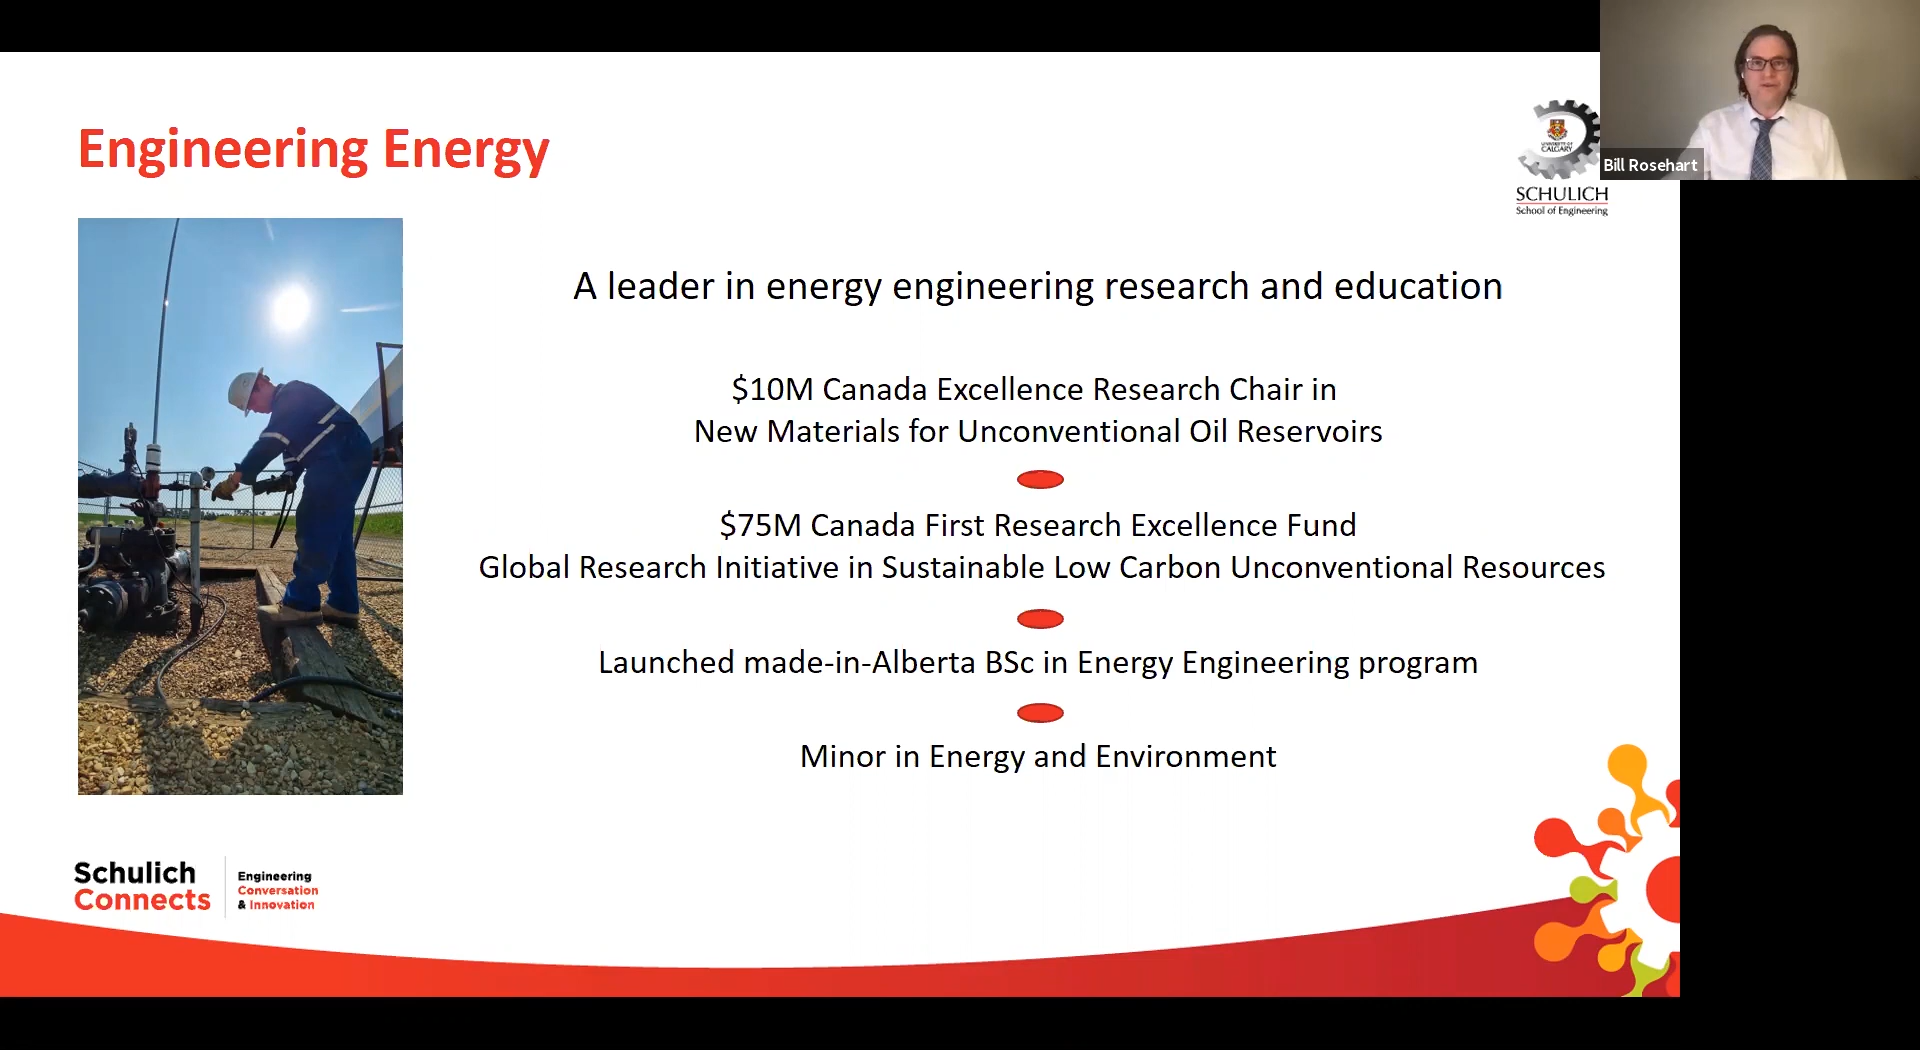 Engineering Energy
UNIVERSITY OF
CALGARY
SCHULICH
School of Engineering
Bill Rosehart
A leader in energy engineering research and education
$10M Canada Excellence Research Chair in
New Materials for Unconventional Oil Reservoirs
$75M Canada First Research Excellence Fund
Global Research Initiative in Sustainable Low Carbon Unconventional Resources
Launched made-in-Alberta BSc in Energy Engineering program
Minor in Energy and Environment
Schulich
Connects
Engineering
Conversation
& Innovation